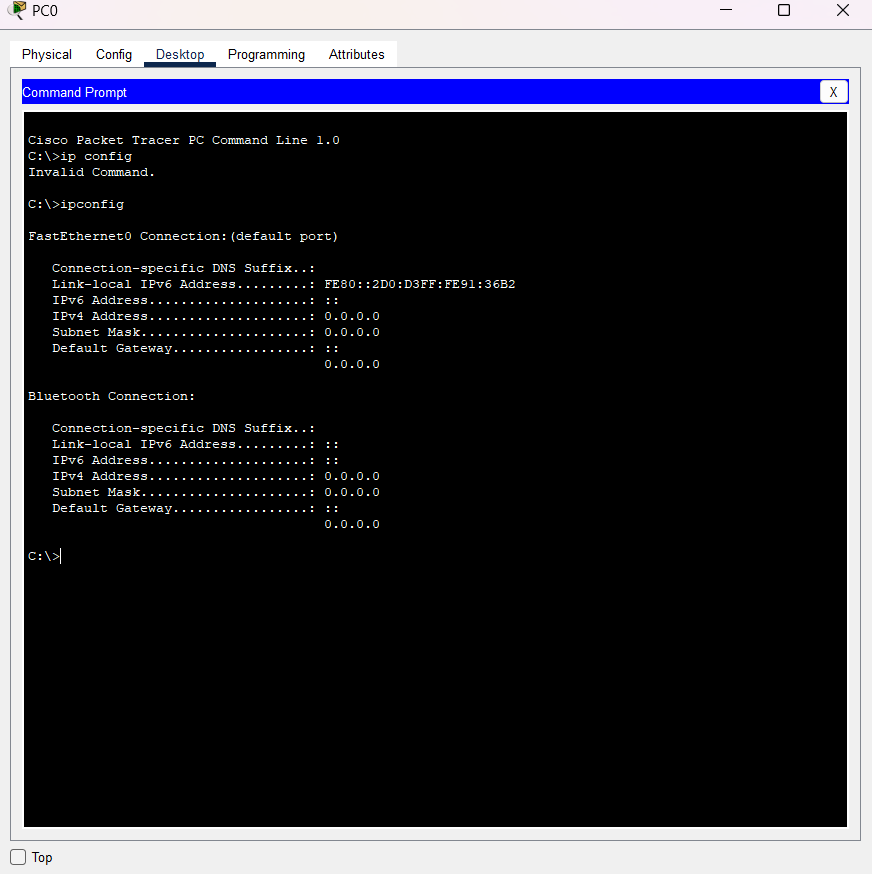 PC0
Physical Config Desktop Programming Attributes
Command Prompt X
Cisco Packet Tracer PC Command Line 1.0
C:\>ip config
Invalid Command.
C:\>ipconfig
FastEthernet0 Connection:(default port)
Connection-specific DNS Suffix..:
Link-local IPv6 Address.........: FE80::2D0:D3FF:FE91:36B2
IPv6 Address....................: ::
IPv4 Address....................: 0.0.0.0
Subnet Mask.....................: 0.0.0.0
Default Gateway.................: ::
0.0.0.0
Bluetooth Connection:
Connection-specific DNS Suffix..:
Link-local IPv6 Address.........: ::
IPv6 Address....................: ::
IPv4 Address....................: 0.0.0.0
Subnet Mask.....................: 0.0.0.0
Default Gateway.................: ::
0.0.0.0
C:\>
Top